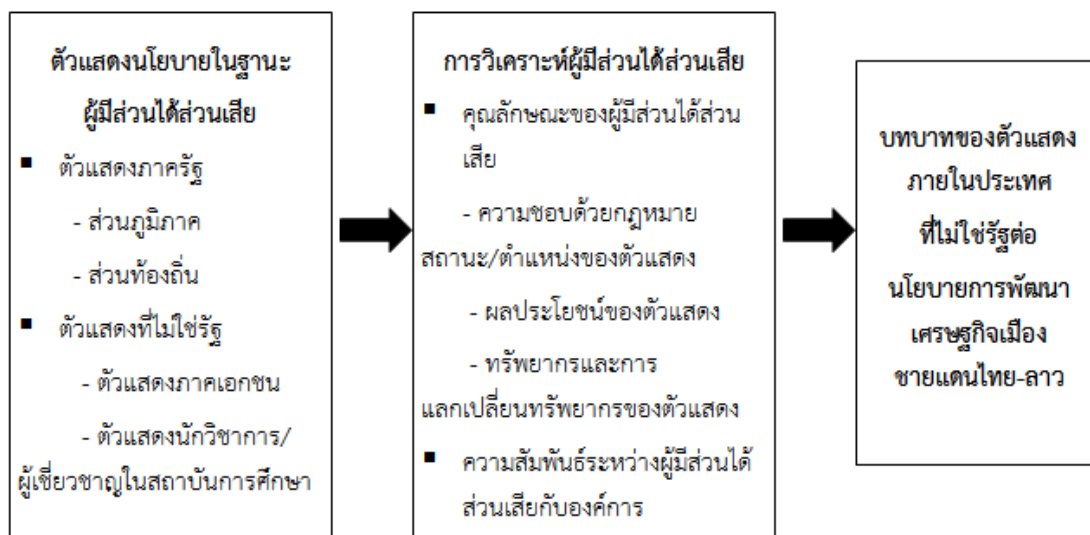 ตัวแสดงนโยบายในฐานะ
ผู้มีส่วนได้ส่วนเสีย
▪ ตัวแสดงภาครัฐ
- ส่วนภูมิภาค
- ส่วนท้องถิ่น
▪ ตัวแสดงที่ไม่ใช่รัฐ
- ตัวแสดงภาคเอกชน
- ตัวแสดงนักวิชาการ/
ผู้เชี่ยวชาญในสถาบันการศึกษา
การวิเคราะห์ผู้มีส่วนได้ส่วนเสีย
▪ คุณลักษณะของผู้มีส่วนได้ส่วน
เสีย
- ความชอบด้วยกฎหมาย
สถานะ/ตำแหน่งของตัวแสดง
- ผลประโยชน์ของตัวแสดง
- ทรัพยากรและการ
แลกเปลี่ยนทรัพยากรของตัวแสดง
▪ ความสัมพันธ์ระหว่างผู้มีส่วนได้
ส่วนเสียกับองค์การ
บทบาทของตัวแสดง
ภายในประเทศ
ที่ไม่ใช่รัฐต่อ
นโยบายการพัฒนา
เศรษฐกิจเมือง
ชายแดนไทย-ลาว